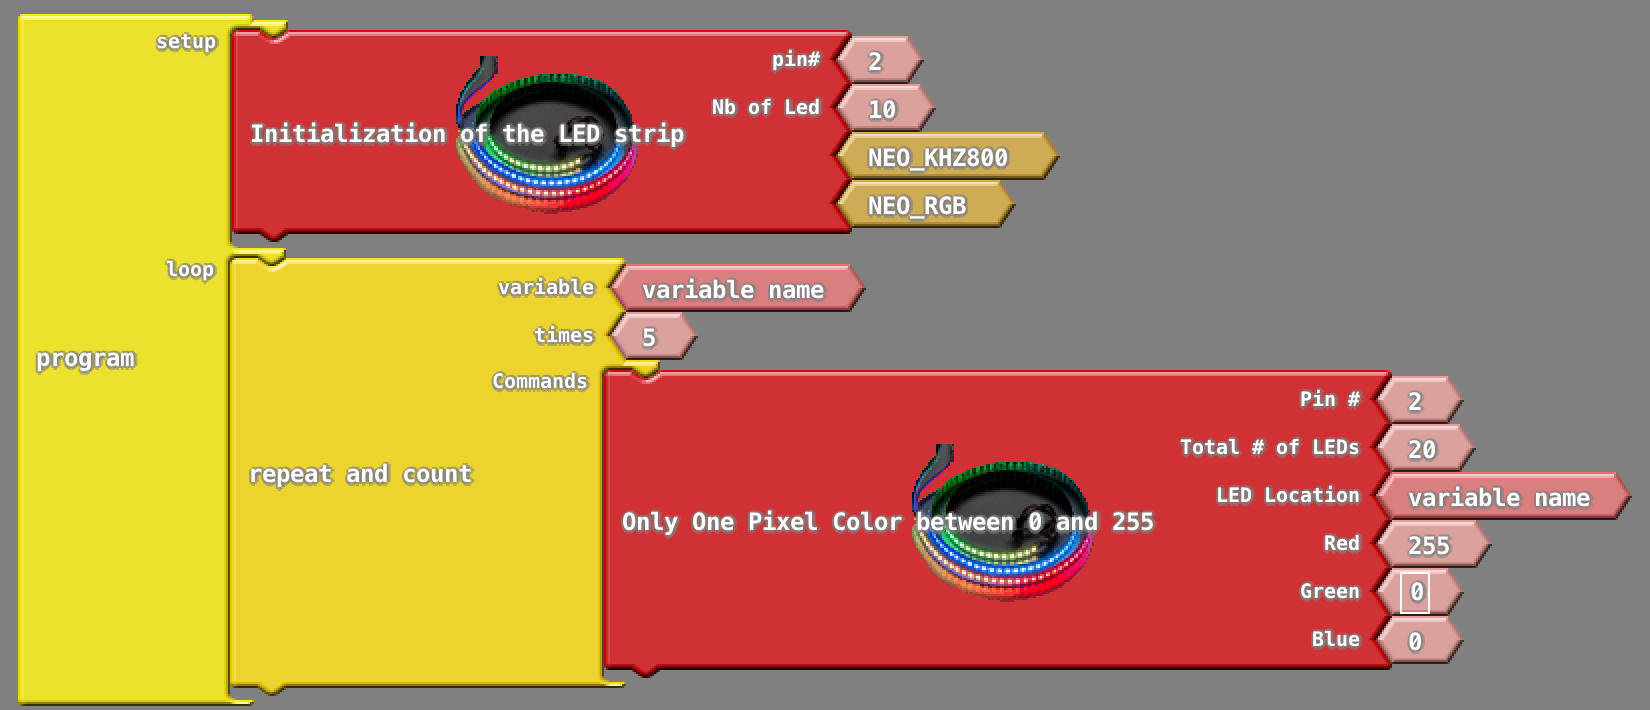 setup
pin# 2
Nb of Led 10
Initialization of the LED strip
NEO_KHZ800
NEO_RGB
loop
variable variable name
times 5
program
Commands
Pin # 2
Total # of LEDs 20
repeat and count
LED Location variable name
Only One Pixel Color between 0 and 255
Red 255
Green 0
Blue 0